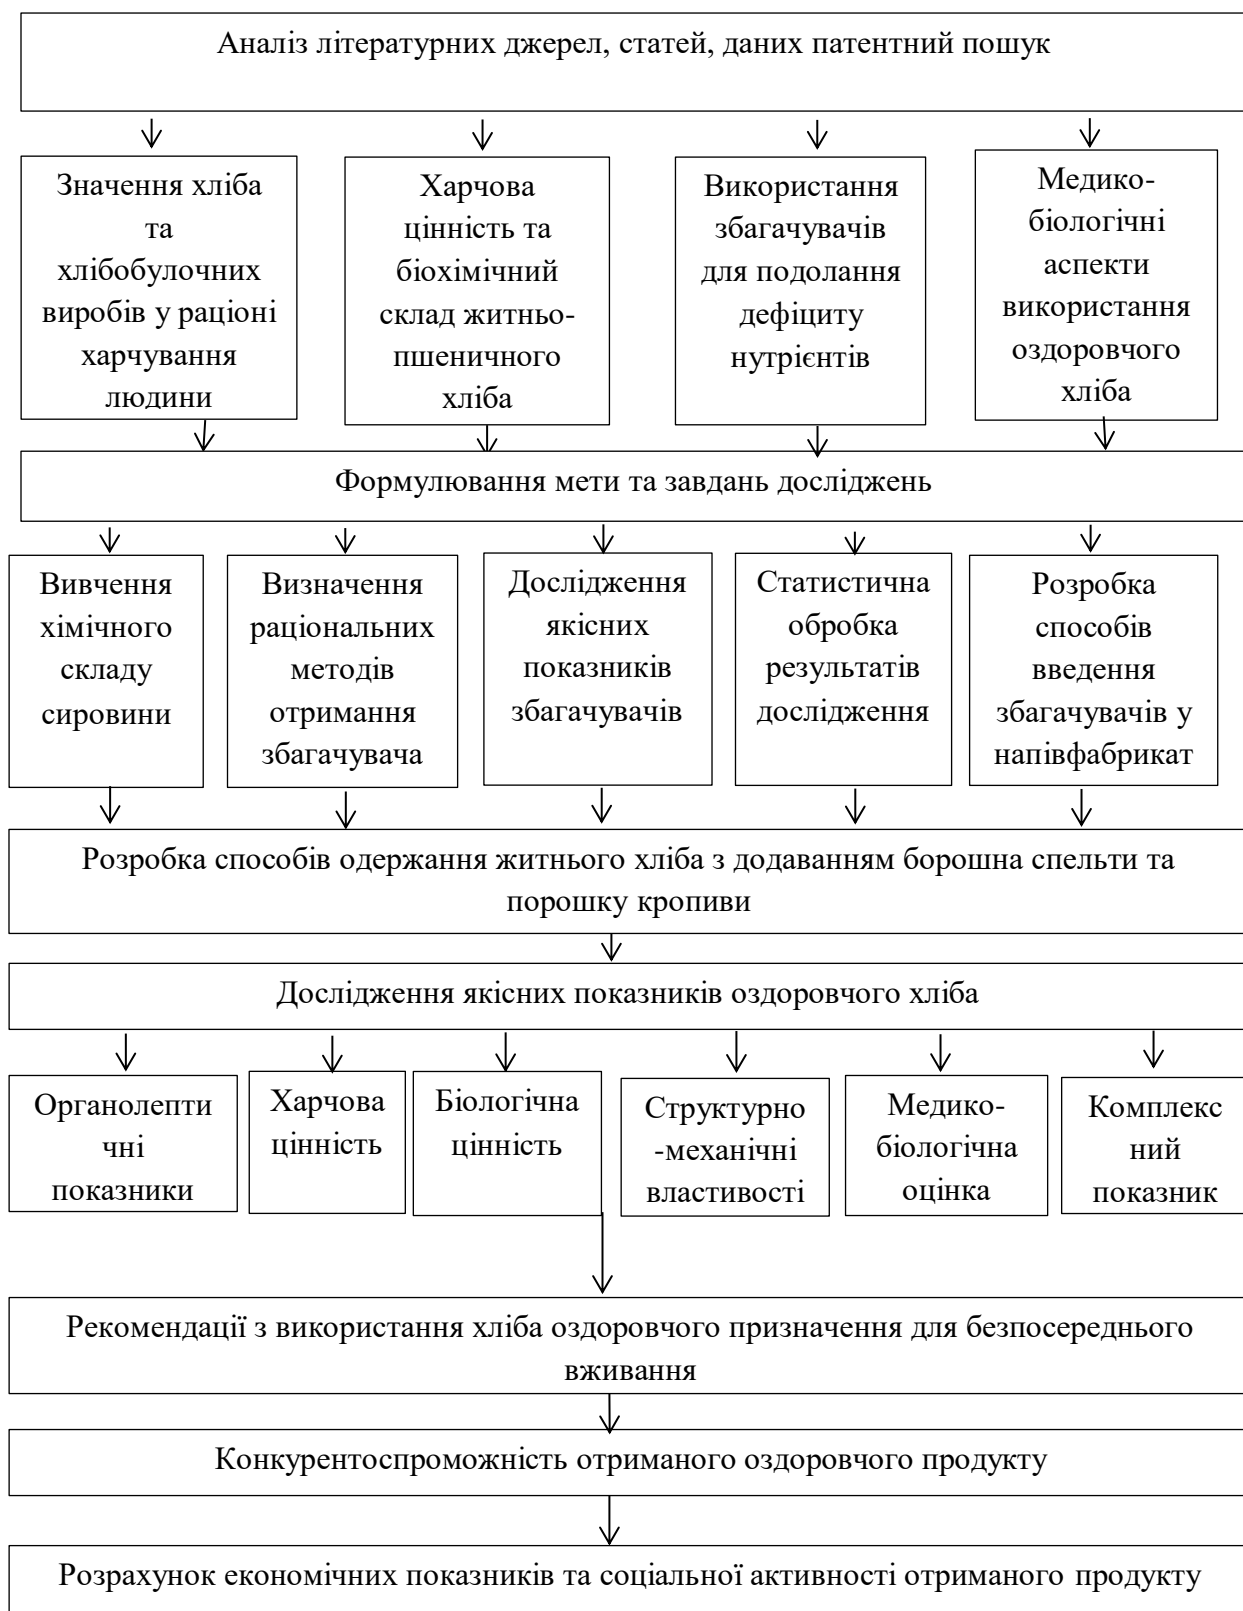 Аналіз літературних джерел, статей, даних патентний пошук
Значення хліба
та
хлібобулочних
виробів у раціоні
харчування
людини
Харчова
цінність та
біохімічний
склад житньо-
пшеничного
хліба
Використання
збагачувачів
для подолання
дефіциту
нутрієнтів
Медико-
біологічні
аспекти
використання
оздоровчого
хліба
Формулювання мети та завдань досліджень
Вивчення
хімічного
складу
сировини
Визначення
раціональних
методів
отримання
збагачувача
Дослідження
якісних
показників
збагачувачів
Статистична
обробка
результатів
дослідження
Розробка
способів
введення
збагачувачів у
напівфабрикат
Розробка способів одержання житнього хліба з додаванням борошна спельти та
порошку кропиви
Дослідження якісних показників оздоровчого хліба
Органолепти
чні
показники
Харчова
цінність
Біологічна
цінність
Структурно
-механічні
властивості
Медико-
біологічна
оцінка
Комплекс
ний
показник
Рекомендації з використання хліба оздоровчого призначення для безпосереднього
вживання
Конкурентоспроможність отриманого оздоровчого продукту
Розрахунок економічних показників та соціальної активності отриманого продукту